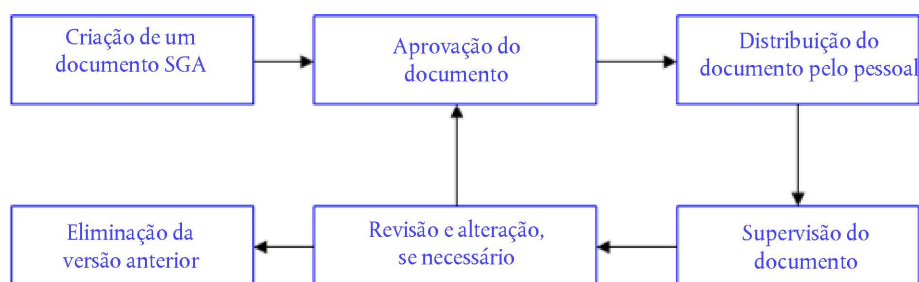 Criação de um
documento SGA
Aprovação do
documento
Distribuição do
documento pelo pessoal
Eliminação da
versão anterior
Revisão e alteração,
se necessário
Supervisão do
documento